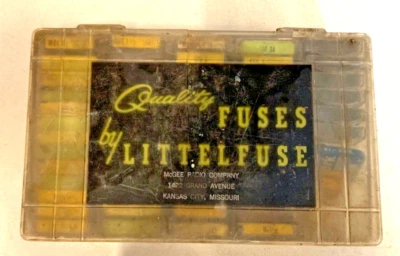 Quality FUSES
by LITTELFUSE
McGEE RADIO COMPANY
1422 GRAND AVENUE
KANSAS CITY, MISSOURI